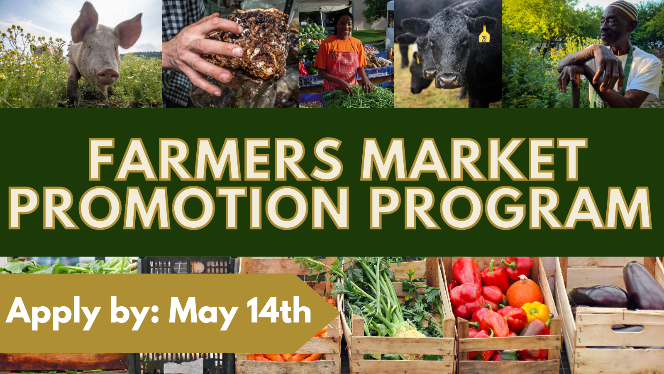 FARMERS MARKET
PROMOTION PROGRAM
Apply by: May 14th